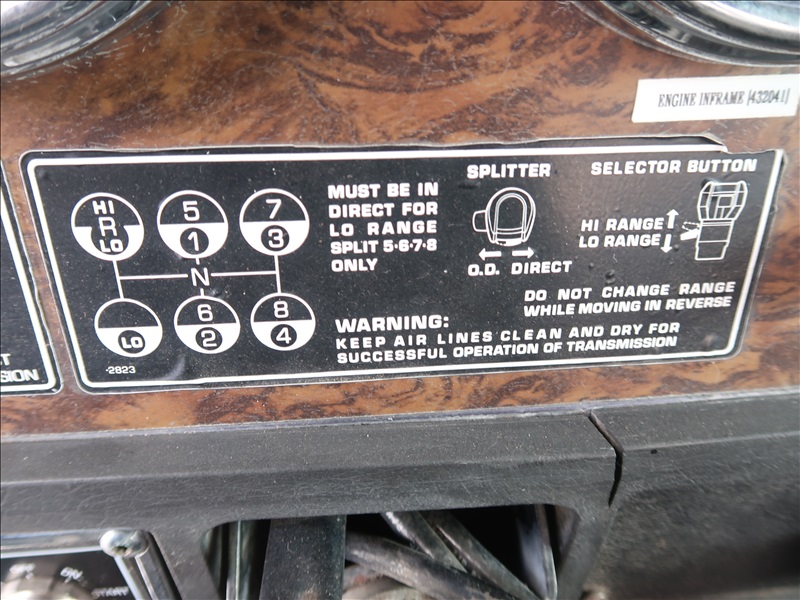 ENGINE INFRAME [432041]
HI
R
LO
5
1
7
3
N
LO
6
2
8
4
-2823
MUST BE IN
DIRECT FOR
LO RANGE
SPLIT 5-6-7-8
ONLY
SPLITTER
O.D. DIRECT
SELECTOR BUTTON
HI RANGE
LO RANGE
DO NOT CHANGE RANGE
WHILE MOVING IN REVERSE
WARNING:
KEEP AIR LINES CLEAN AND DRY FOR
SUCCESSFUL OPERATION OF TRANSMISSION
START